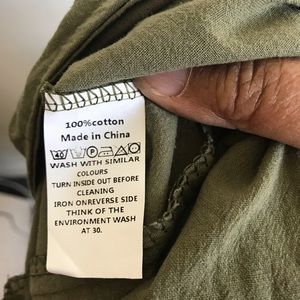 100%cotton
Made in China
40 P
WASH WITH SIMILAR
COLOURS
TURN INSIDE OUT BEFORE
CLEANING
IRON ONREVERSE SIDE
THINK OF THE
ENVIRONMENT WASH
AT 30.